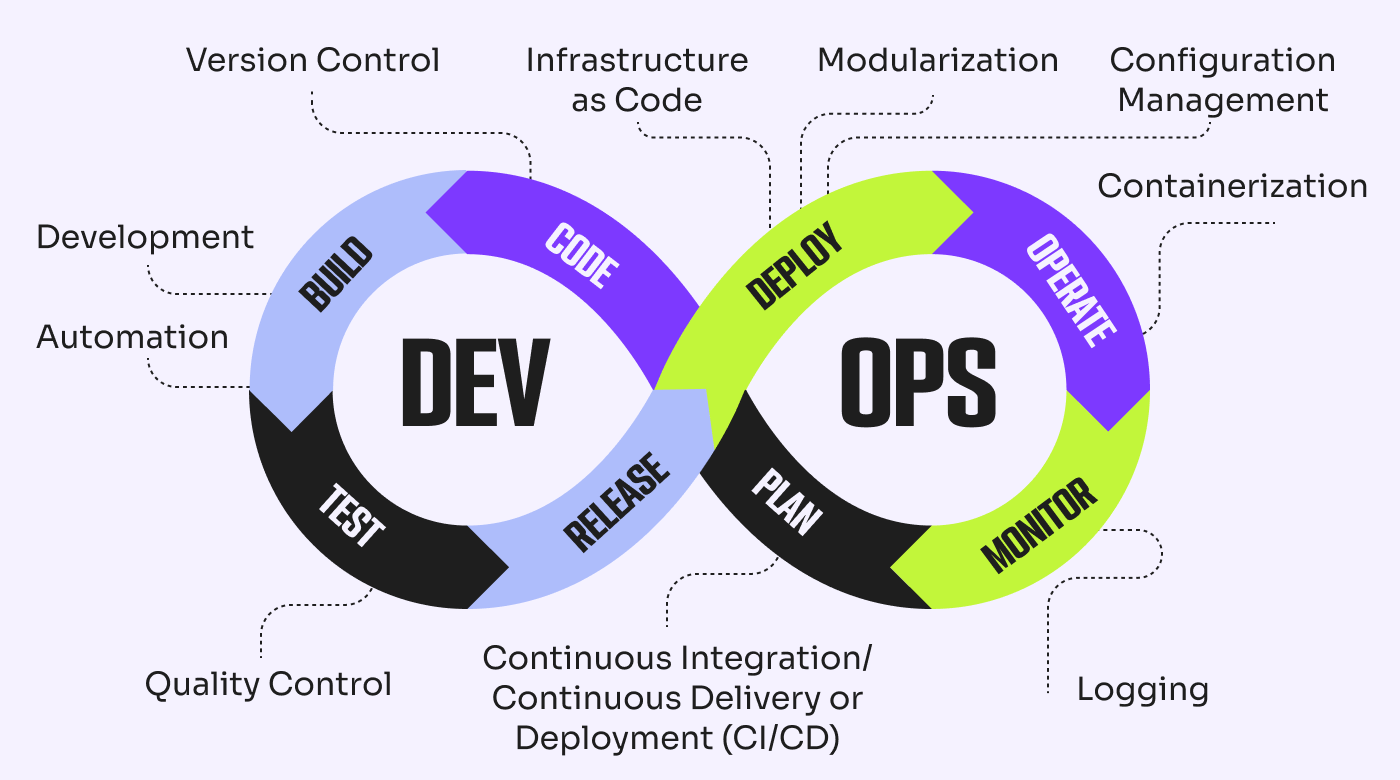 Version Control
Infrastructure
as Code
Modularization
Configuration
Management
Containerization
Development
Automation
BUILD
CODE
DEPLOY
OPERATE
DEV
OPS
TEST
RELEASE
PLAN
MONITOR
Quality Control
Continuous Integration/
Continuous Delivery or
Deployment (CI/CD)
Logging